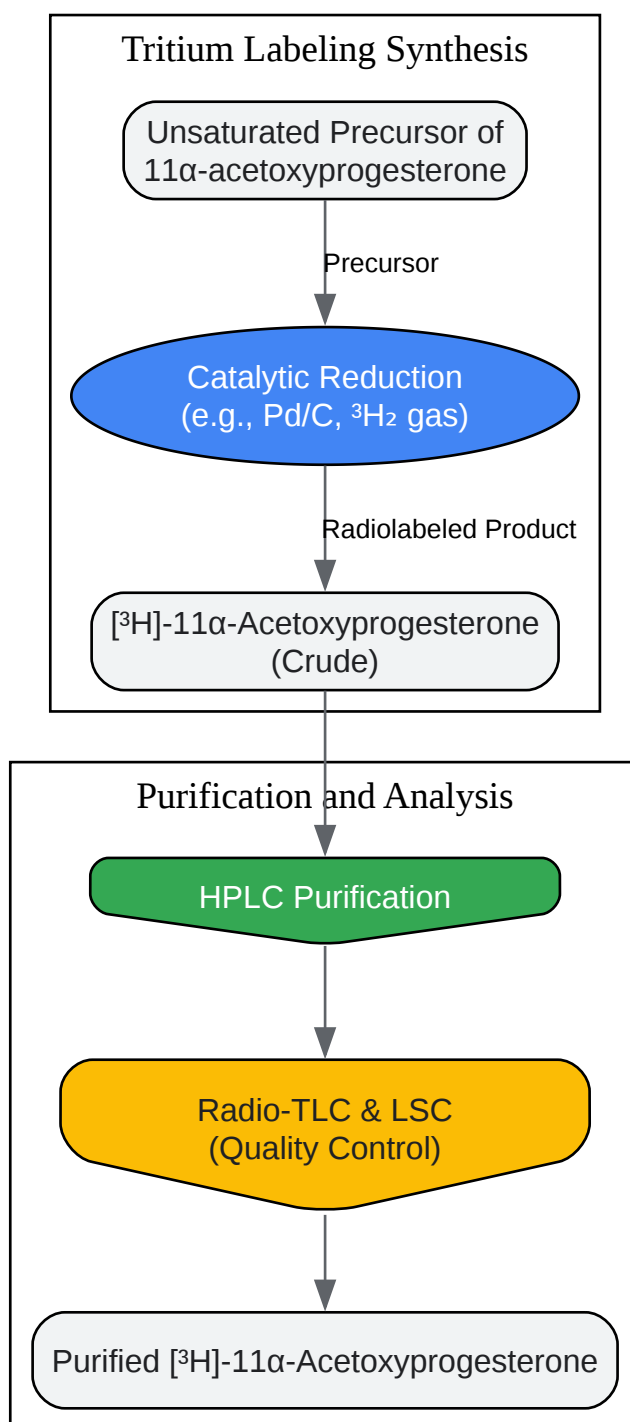 Tritium Labeling Synthesis
Unsaturated Precursor of
11α-acetoxyprogesterone
Precursor
Catalytic Reduction
(e.g., Pd/C, ³H₂ gas)
Radiolabeled Product
[³H]-11α-Acetoxyprogesterone
(Crude)
Purification and Analysis
HPLC Purification
Radio-TLC & LSC
(Quality Control)
Purified [³H]-11α-Acetoxyprogesterone